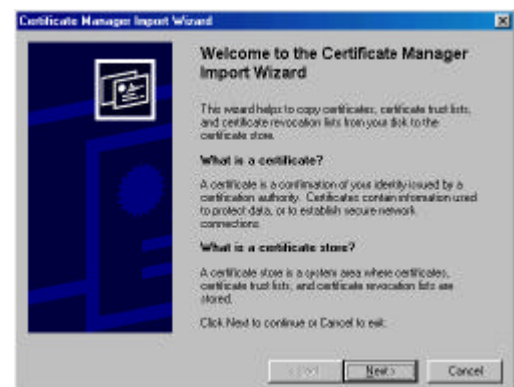 Certificate Manager Import Wizard
Welcome to the Certificate Manager
Import Wizard
This wizard helps to copy certificates, certificate trust lists,
and certificate revocation lists from your disk to the
certificate store.
What is a certificate?
A certificate is a confirmation of your identity issued by a
certification authority. Certificates contain information used
to protect data, or to establish secure network
connections
What is a certificate store?
A certificate store is a system area where certificates,
certificate trust lists, and certificate revocation lists are
stored.
Click Next to continue or Cancel to exit:
Next >
Cancel